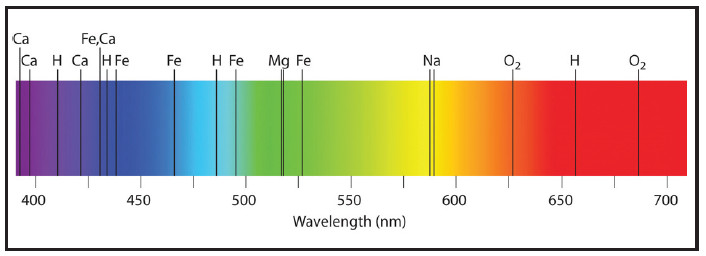 Ca Fe,Ca
Ca H Ca H Fe Fe H Fe Mg Fe Na O₂ H O₂
400 450 500 550 600 650 700
Wavelength (nm)